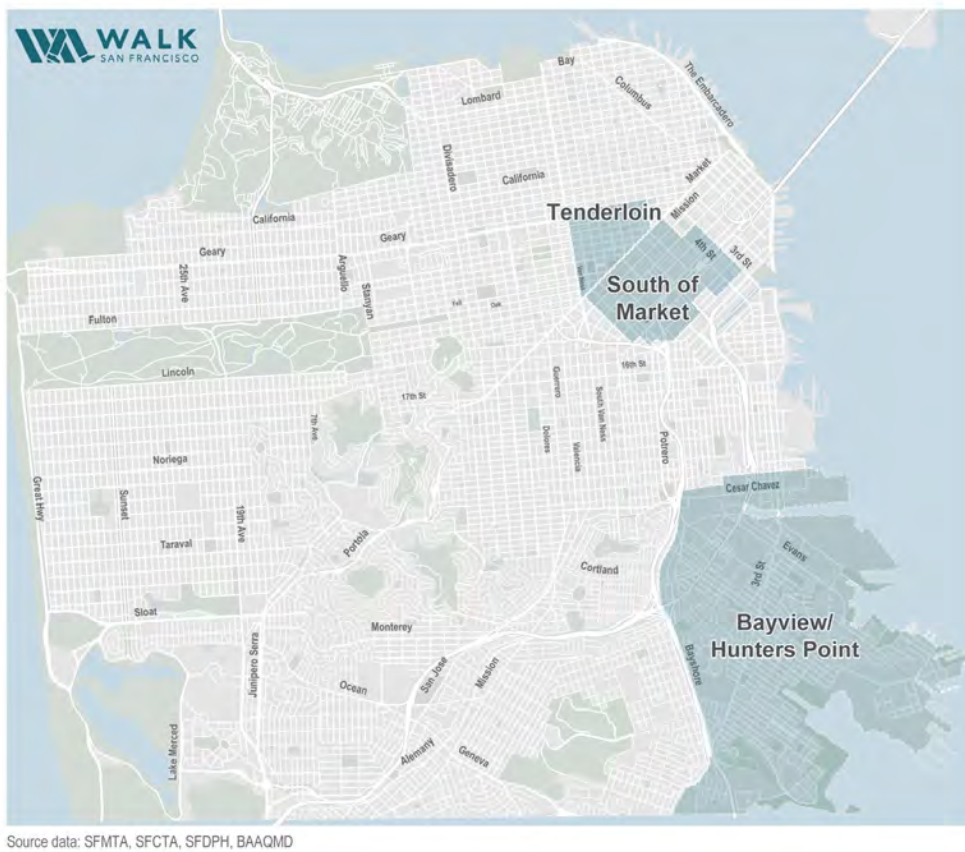 WALK
SAN FRANCISCO
Bay
The Embarcadero
Columbus
Lombard
Divisadero
Market
California
Mission
Tenderloin
California
Geary
Geary
4th St
3rd St
25th Ave
Arguello
Stanyan
Van Ness
South of
Market
Fell
Oak
Fulton
Lincoln
16th St
17th St
Guerrero
South Van Ness
7th Ave
Dolores
Valencia
Potrero
Noriega
Great Hwy
Sunset
19th Ave
Cesar Chavez
Portola
Taraval
Evans
3rd St
Cortland
Sloat
Monterey
Bayview/
Hunters Point
Junipero Serra
San Jose
Mission
Bayshore
Ocean
Lake Merced
Alemany
Geneva
Source data: SFMTA, SFCTA, SFDPH, BAAQMD